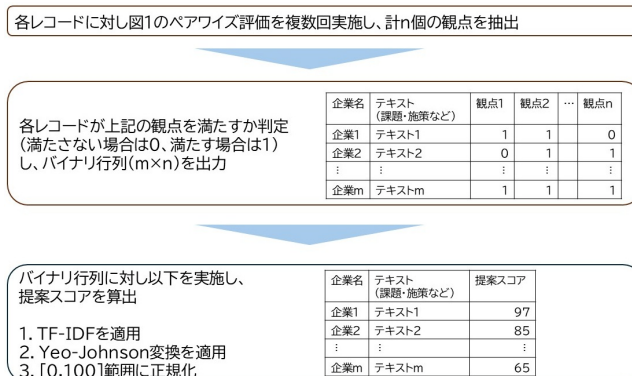 各レコードに対し図1のペアワイズ評価を複数回実施し、計n個の観点を抽出
各レコードが上記の観点を満たすか判定
(満たさない場合は0、満たす場合は1)
し、バイナリ行列(m×n)を出力
企業名 テキスト(課題・施策など) 観点1 観点2 … 観点n
企業1 テキスト1 1 1 0
企業2 テキスト2 0 1 1
⋮ ⋮ ⋮ ⋮ ⋮
企業m テキストm 1 1 1
バイナリ行列に対し以下を実施し、
提案スコアを算出
1. TF-IDFを適用
2. Yeo-Johnson変換を適用
3. [0,100]範囲に正規化
企業名 テキスト(課題・施策など) 提案スコア
企業1 テキスト1 97
企業2 テキスト2 85
⋮ ⋮ ⋮
企業m テキストm 65